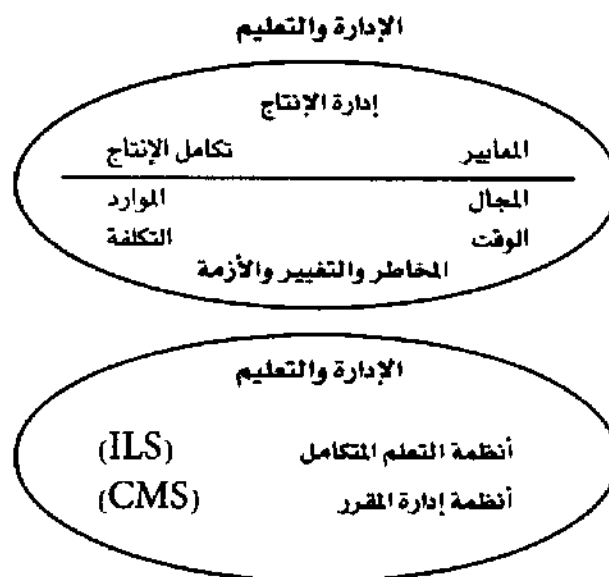 الإدارة والتعليم
إدارة الإنتاج
المعايير تكامل الإنتاج
المجال الموارد
الوقت التكلفة
المخاطر والتغيير والأزمة
الإدارة والتعليم
أنظمة التعلم المتكامل (ILS)
أنظمة إدارة المقرر (CMS)